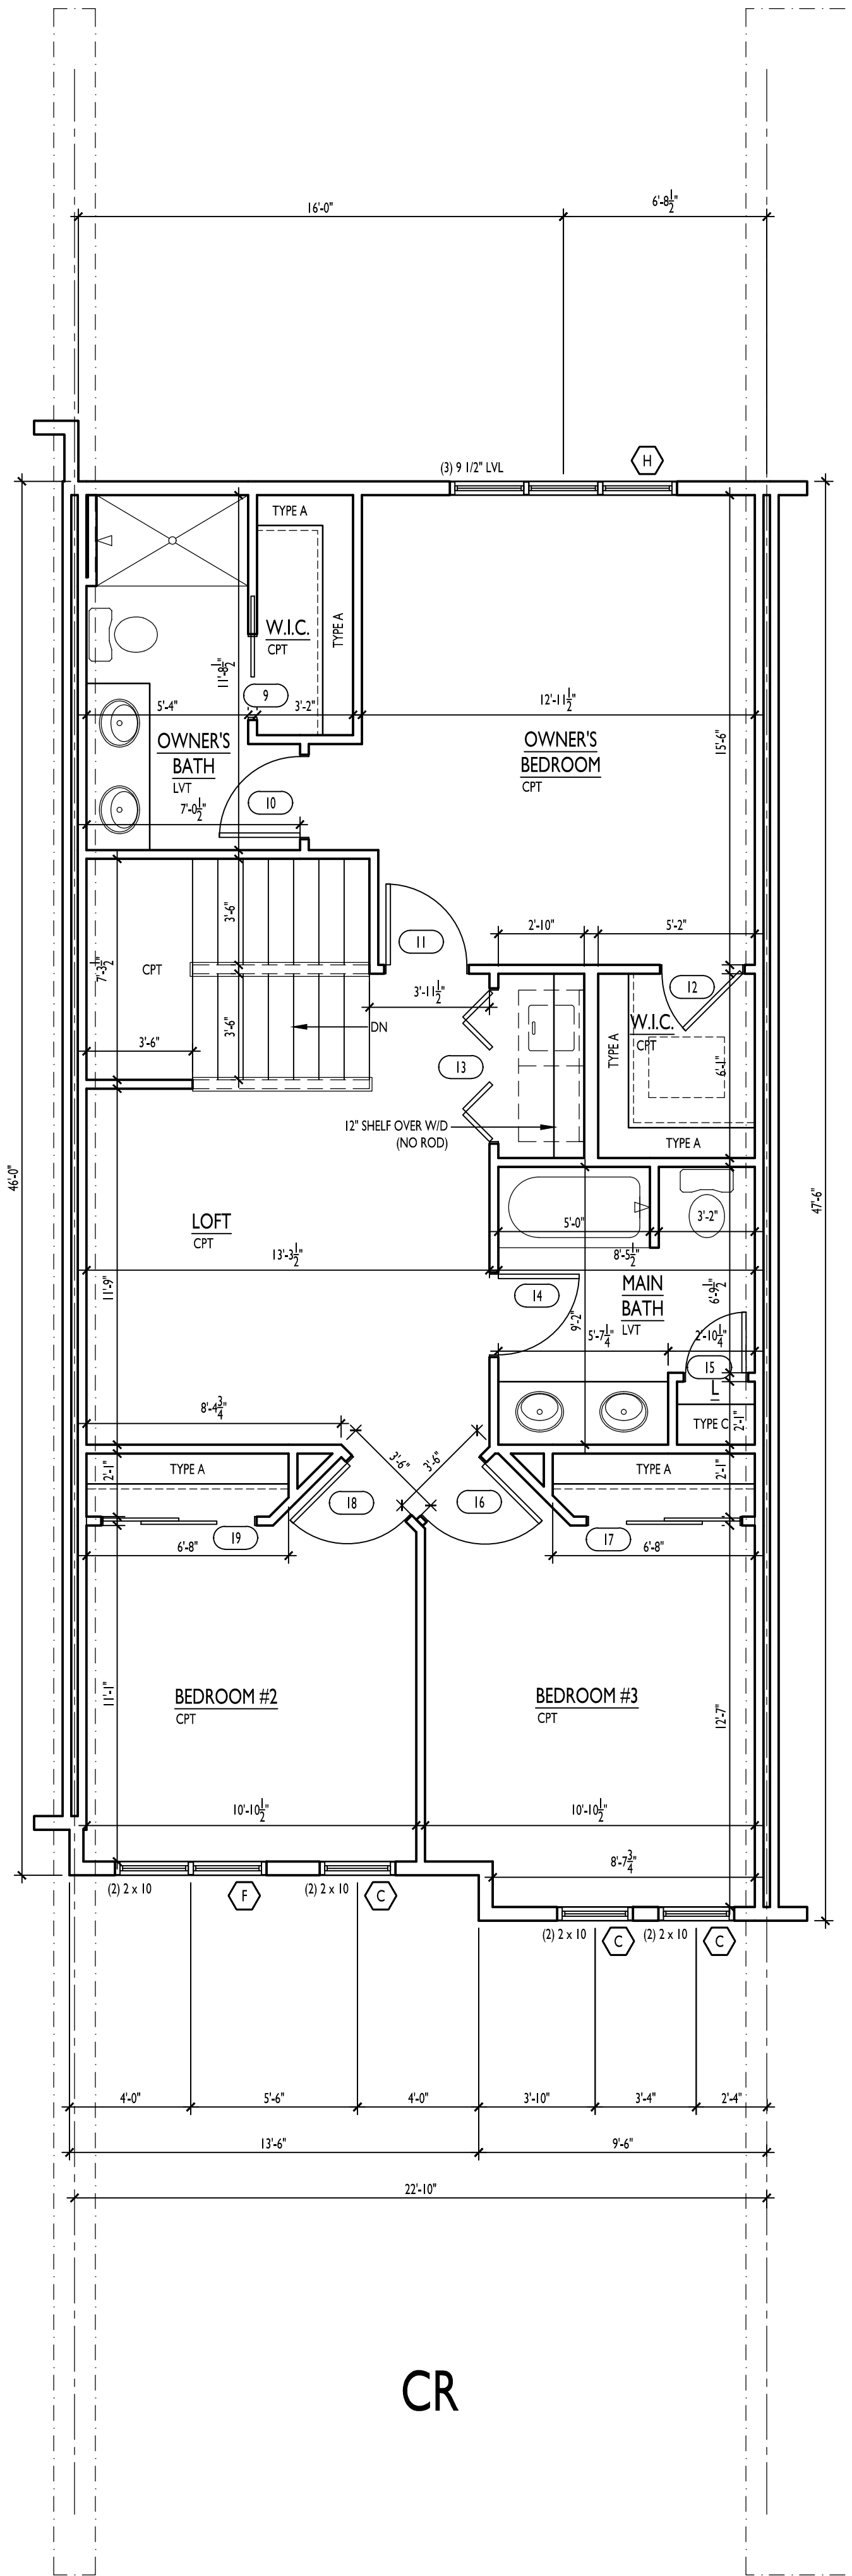 16'-0"
6'-8 1/2"
(3) 9 1/2" LVL
H
TYPE A
W.I.C.
CPT
TYPE A
11'-8 1/2"
9
5'-4"
3'-2"
12'-11 1/2"
OWNER'S
BATH
LVT
OWNER'S
BEDROOM
CPT
15'-6"
7'-0 1/2"
10
3'-6"
11
2'-10"
5'-2"
7'-3 1/2"
CPT
12
3'-11 1/2"
W.I.C.
CPT
TYPE A
DN
3'-6"
3'-6"
13
6'-1"
12" SHELF OVER W/D
(NO ROD)
TYPE A
46'-0"
47'-6"
LOFT
CPT
5'-0"
3'-2"
13'-3 1/2"
8'-5 1/2"
11'-9"
14
MAIN
BATH
LVT
6'-9 1/2"
9'-2"
5'-7 1/4"
2'-10 1/4"
15
L
8'-4 3/4"
TYPE C
2'-1"
3'-6"
3'-6"
2'-1"
TYPE A
TYPE A
2'-1"
18
16
19
17
6'-8"
6'-8"
BEDROOM #2
CPT
BEDROOM #3
CPT
11'-1"
12'-7"
10'-10 1/2"
10'-10 1/2"
8'-7 3/4"
(2) 2 x 10
F
(2) 2 x 10
C
(2) 2 x 10
C
(2) 2 x 10
C
4'-0"
5'-6"
4'-0"
3'-10"
3'-4"
2'-4"
13'-6"
9'-6"
22'-10"
CR